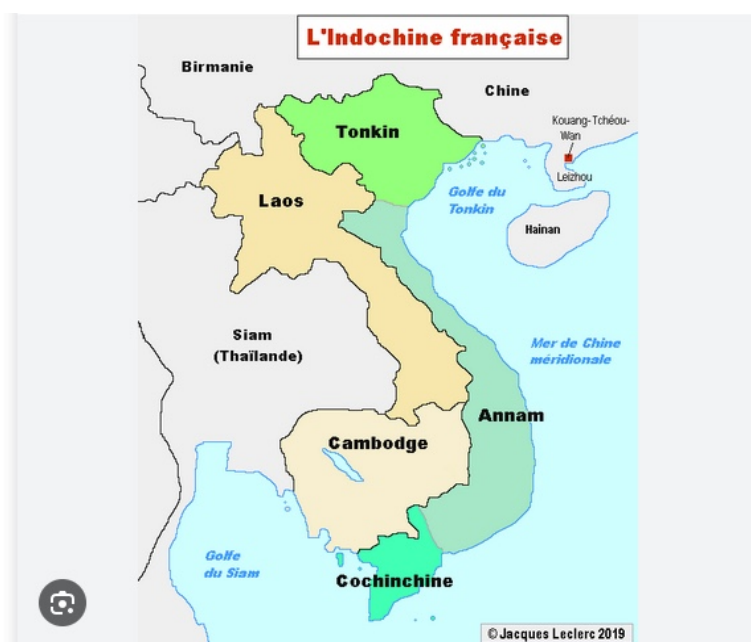 L'Indochine française
Birmanie
Chine
Kouang-Tchéou-
Wan
Tonkin
Leizhou
Laos
Golfe du
Tonkin
Hainan
Siam
(Thaïlande)
Mer de Chine
méridionale
Annam
Cambodge
Golfe
du Siam
Cochinchine
©Jacques Leclerc 2019